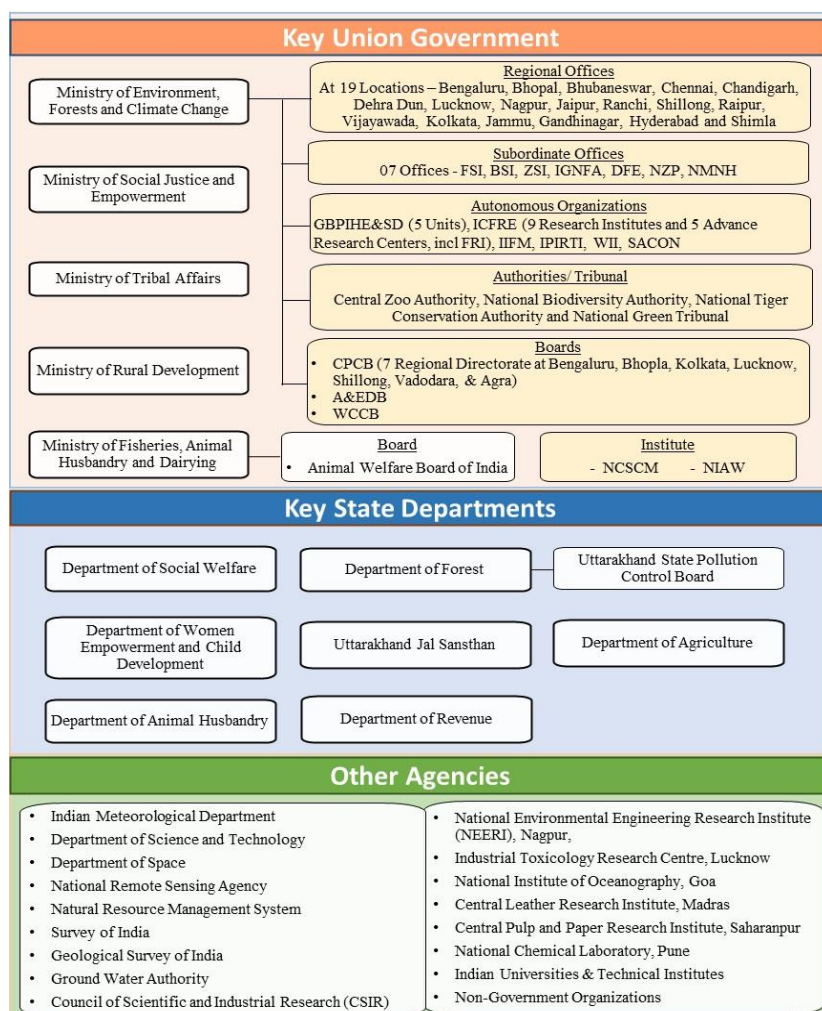 Key Union Government
Ministry of Environment,
Forests and Climate Change
Regional Offices
At 19 Locations – Bengaluru, Bhopal, Bhubaneswar, Chennai, Chandigarh,
Dehra Dun, Lucknow, Nagpur, Jaipur, Ranchi, Shillong, Raipur,
Vijayawada, Kolkata, Jammu, Gandhinagar, Hyderabad and Shimla
Ministry of Social Justice and
Empowerment
Subordinate Offices
07 Offices - FSI, BSI, ZSI, IGNFA, DFE, NZP, NMNH
Autonomous Organizations
GBPIHE&SD (5 Units), ICFRE (9 Research Institutes and 5 Advance
Research Centers, incl FRI), IIFM, IPIRTI, WII, SACON
Ministry of Tribal Affairs
Authorities/ Tribunal
Central Zoo Authority, National Biodiversity Authority, National Tiger
Conservation Authority and National Green Tribunal
Ministry of Rural Development
Boards
• CPCB (7 Regional Directorate at Bengaluru, Bhopla, Kolkata, Lucknow,
Shillong, Vadodara, & Agra)
• A&EDB
• WCCB
Ministry of Fisheries, Animal
Husbandry and Dairying
Board
• Animal Welfare Board of India
Institute
- NCSCM - NIAW
Key State Departments
Department of Social Welfare
Department of Forest
Uttarakhand State Pollution
Control Board
Department of Women
Empowerment and Child
Development
Uttarakhand Jal Sansthan
Department of Agriculture
Department of Animal Husbandry
Department of Revenue
Other Agencies
• Indian Meteorological Department
• Department of Science and Technology
• Department of Space
• National Remote Sensing Agency
• Natural Resource Management System
• Survey of India
• Geological Survey of India
• Ground Water Authority
• Council of Scientific and Industrial Research (CSIR)
• National Environmental Engineering Research Institute
(NEERI), Nagpur,
• Industrial Toxicology Research Centre, Lucknow
• National Institute of Oceanography, Goa
• Central Leather Research Institute, Madras
• Central Pulp and Paper Research Institute, Saharanpur
• National Chemical Laboratory, Pune
• Indian Universities & Technical Institutes
• Non-Government Organizations